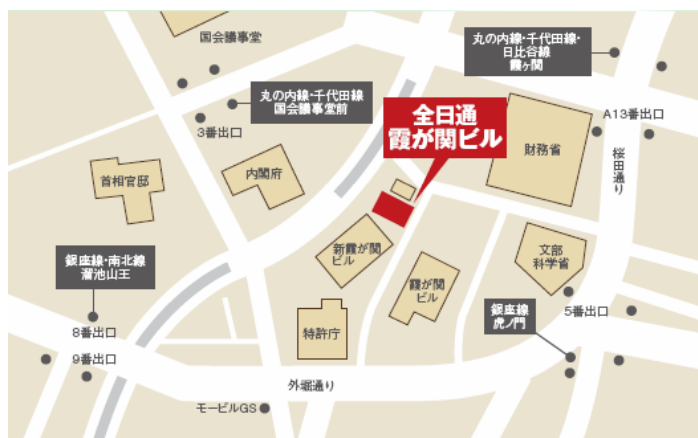 国会議事堂
丸の内線・千代田線・
日比谷線
霞ヶ関
丸の内線・千代田線
国会議事堂前
3番出口
全日通
霞が関ビル
A13番出口
財務省
桜田通り
首相官邸
内閣府
新霞が関
ビル
霞が関
ビル
文部
科学省
銀座線・南北線
溜池山王
8番出口
9番出口
特許庁
銀座線
虎ノ門
5番出口
外堀通り
モービルGS